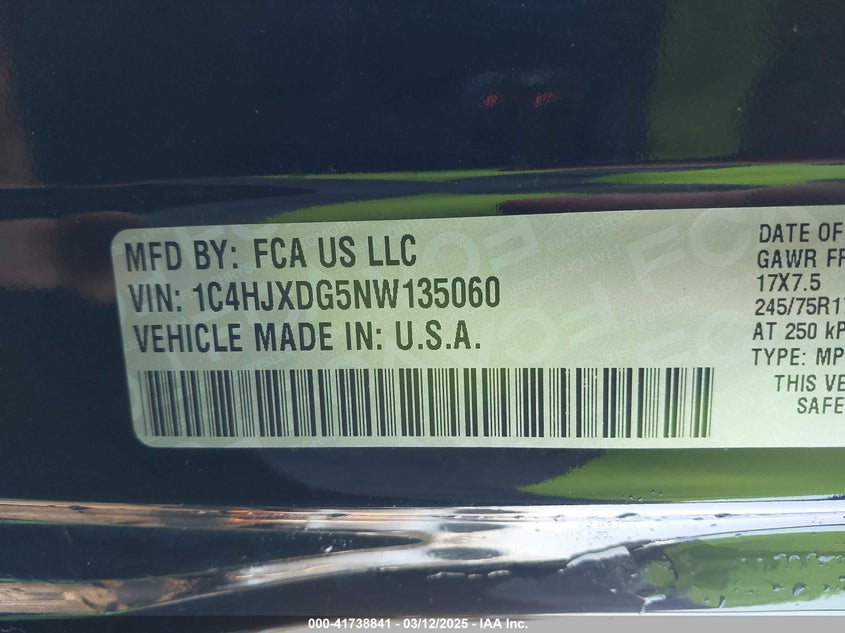 MFD BY: FCA US LLC
VIN: 1C4HJXDG5NW135060
VEHICLE MADE IN: U.S.A.
DATE OF
GAWR FR
17X7.5
245/75R17
AT 250 kP
TYPE: MP
THIS VE
SAFE
000-41738841 — 03/12/2025 — IAA Inc.